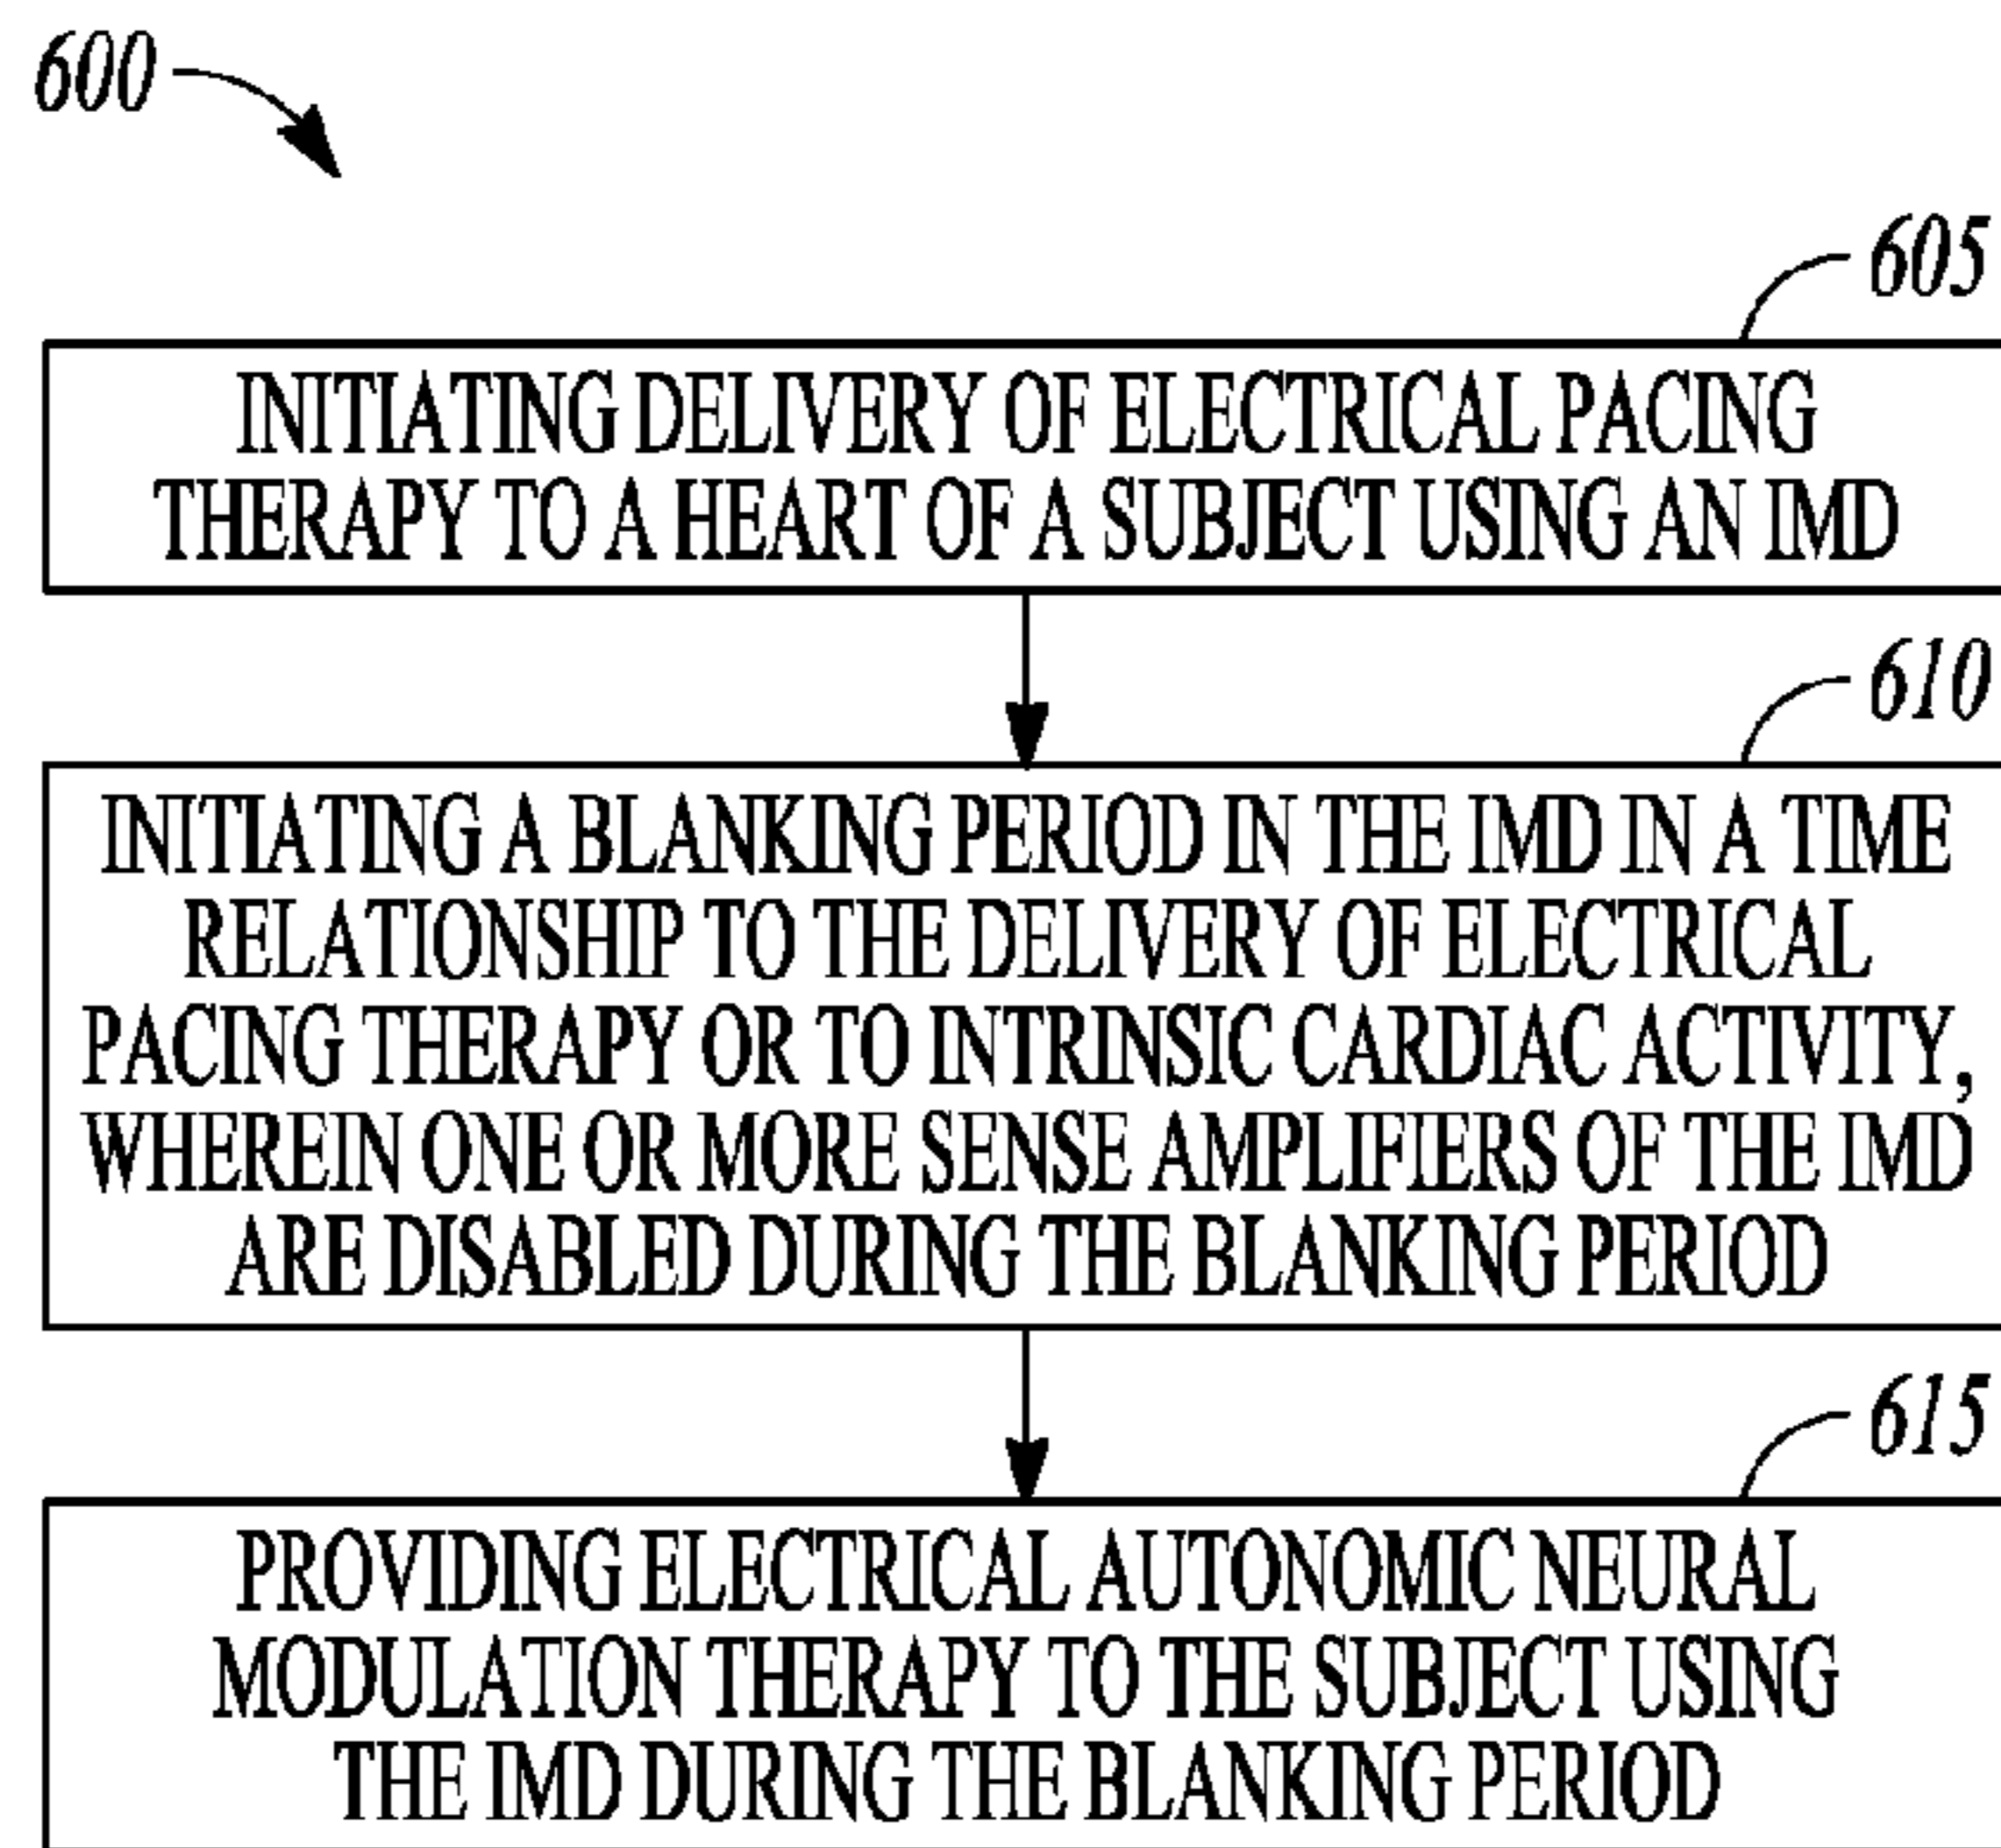 600
605
INITIATING DELIVERY OF ELECTRICAL PACING
THERAPY TO A HEART OF A SUBJECT USING AN IMD
610
INITIATING A BLANKING PERIOD IN THE IMD IN A TIME
RELATIONSHIP TO THE DELIVERY OF ELECTRICAL
PACING THERAPY OR TO INTRINSIC CARDIAC ACTIVITY,
WHEREIN ONE OR MORE SENSE AMPLIFIERS OF THE IMD
ARE DISABLED DURING THE BLANKING PERIOD
615
PROVIDING ELECTRICAL AUTONOMIC NEURAL
MODULATION THERAPY TO THE SUBJECT USING
THE IMD DURING THE BLANKING PERIOD